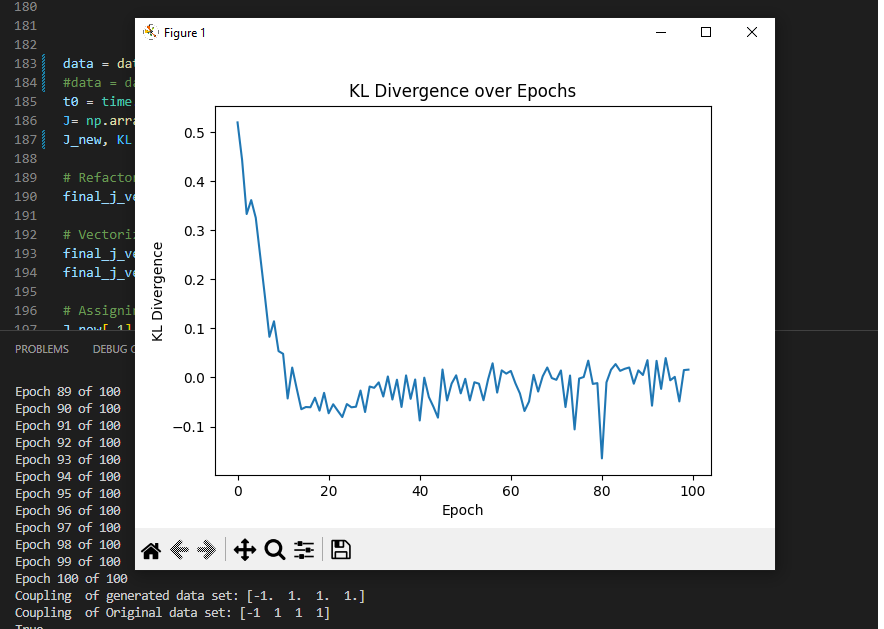 180
181
182
183 data = dat
184 #data = da
185 t0 = time
186 J= np.arra
187 J_new, KL
188
189 # Refactor
190 final_j_ve
191
192 # Vectoriz
193 final_j_ve
194 final_j_ve
195
196 # Assignin
197
Figure 1
KL Divergence over Epochs
KL Divergence
0.5
0.4
0.3
0.2
0.1
0.0
−0.1
0 20 40 60 80 100
Epoch
PROBLEMS DEBUG C
Epoch 89 of 100
Epoch 90 of 100
Epoch 91 of 100
Epoch 92 of 100
Epoch 93 of 100
Epoch 94 of 100
Epoch 95 of 100
Epoch 96 of 100
Epoch 97 of 100
Epoch 98 of 100
Epoch 99 of 100
Epoch 100 of 100
Coupling  of generated data set: [-1.  1.  1.  1.]
Coupling  of Original data set: [-1  1  1  1]
True